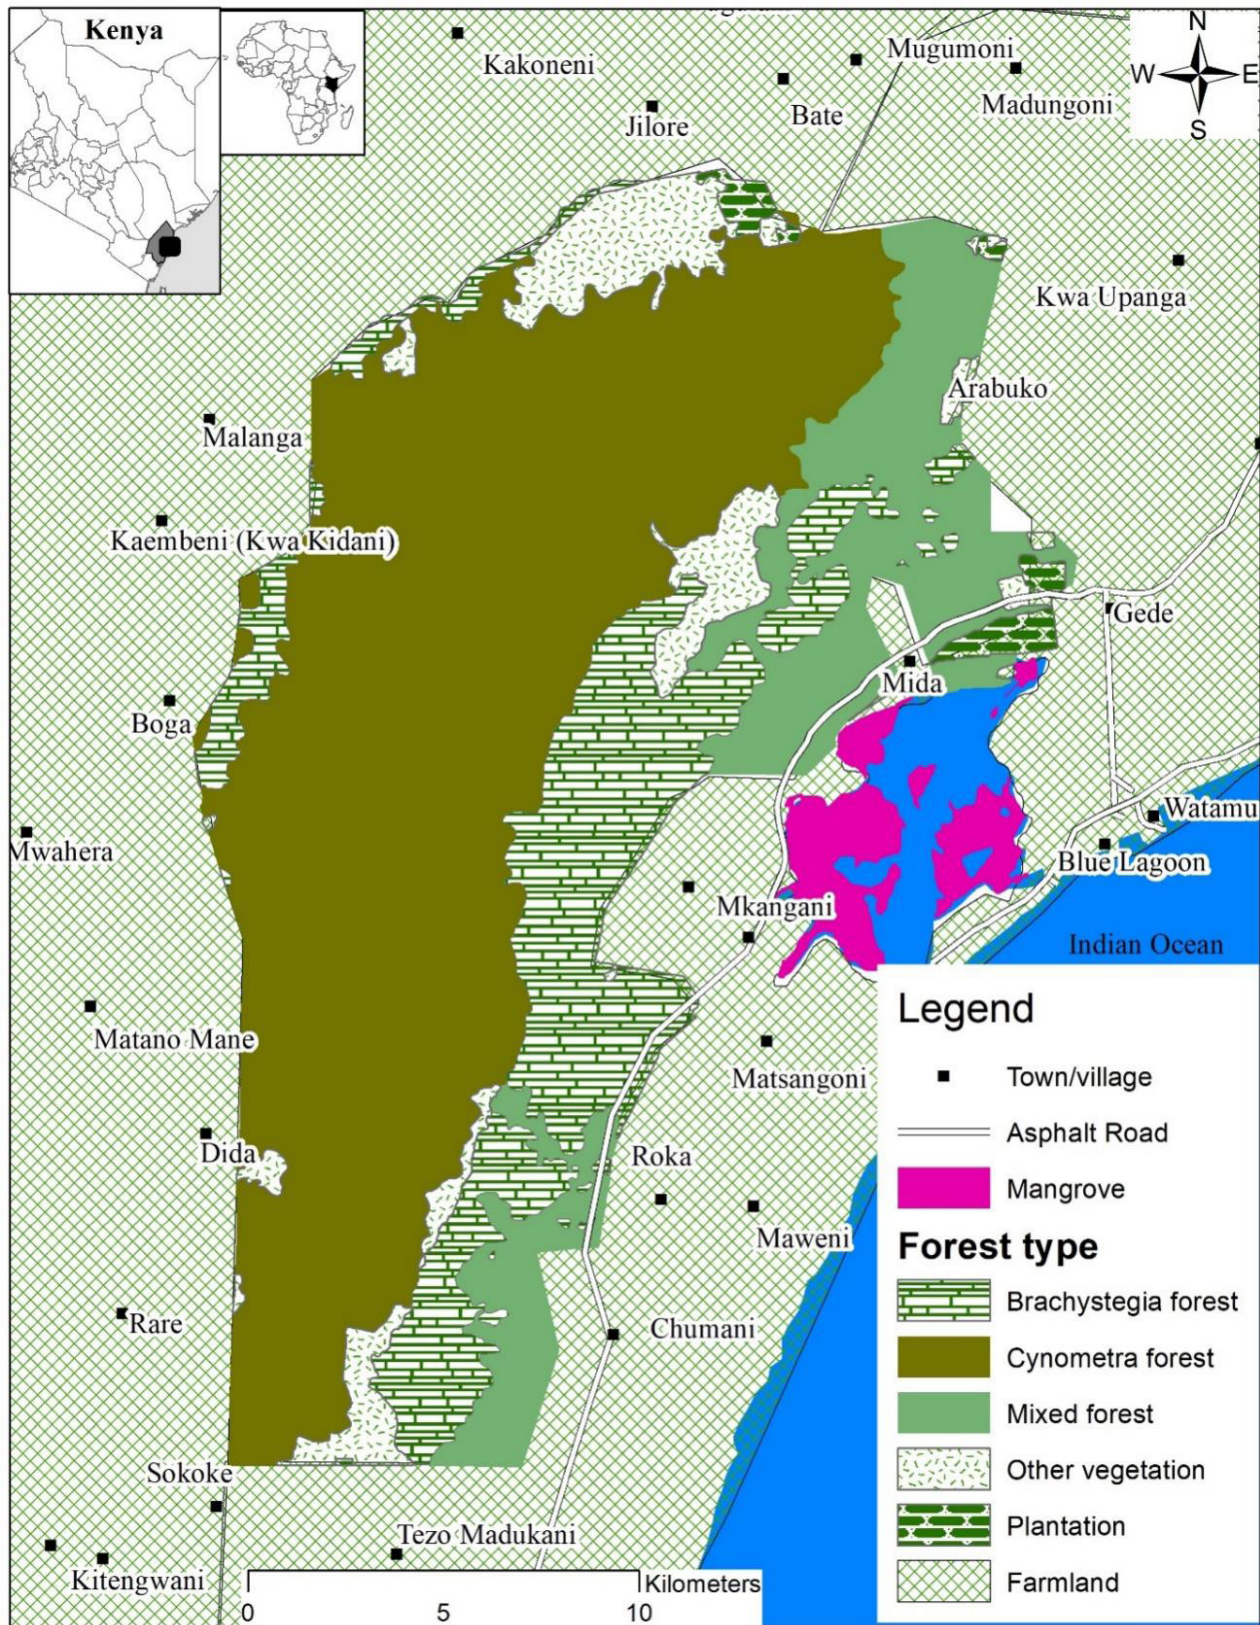 Kenya
N
W
E
S
Kakoneni
Mugumoni
Jilore
Bate
Madungoni
Kwa Upanga
Arabuko
Malanga
Kaembeni (Kwa Kidani)
Gede
Mida
Boga
Watamu
Mwahera
Blue Lagoon
Mkangani
Indian Ocean
Matano Mane
Matsangoni
Dida
Roka
Maweni
Rare
Chumani
Sokoke
Tezo Madukani
Kitengwani
Kilometers
0
5
10
Legend
Town/village
Asphalt Road
Mangrove
Forest type
Brachystegia forest
Cynometra forest
Mixed forest
Other vegetation
Plantation
Farmland